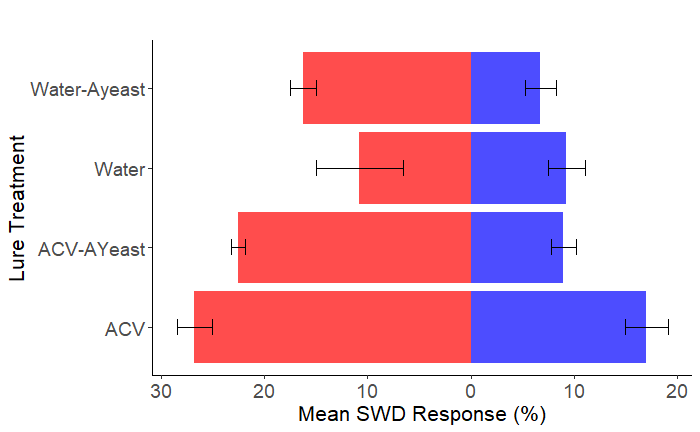 Lure Treatment
Water-Ayeast
Water
ACV-AYeast
ACV
30 20 10 0 10 20
Mean SWD Response (%)